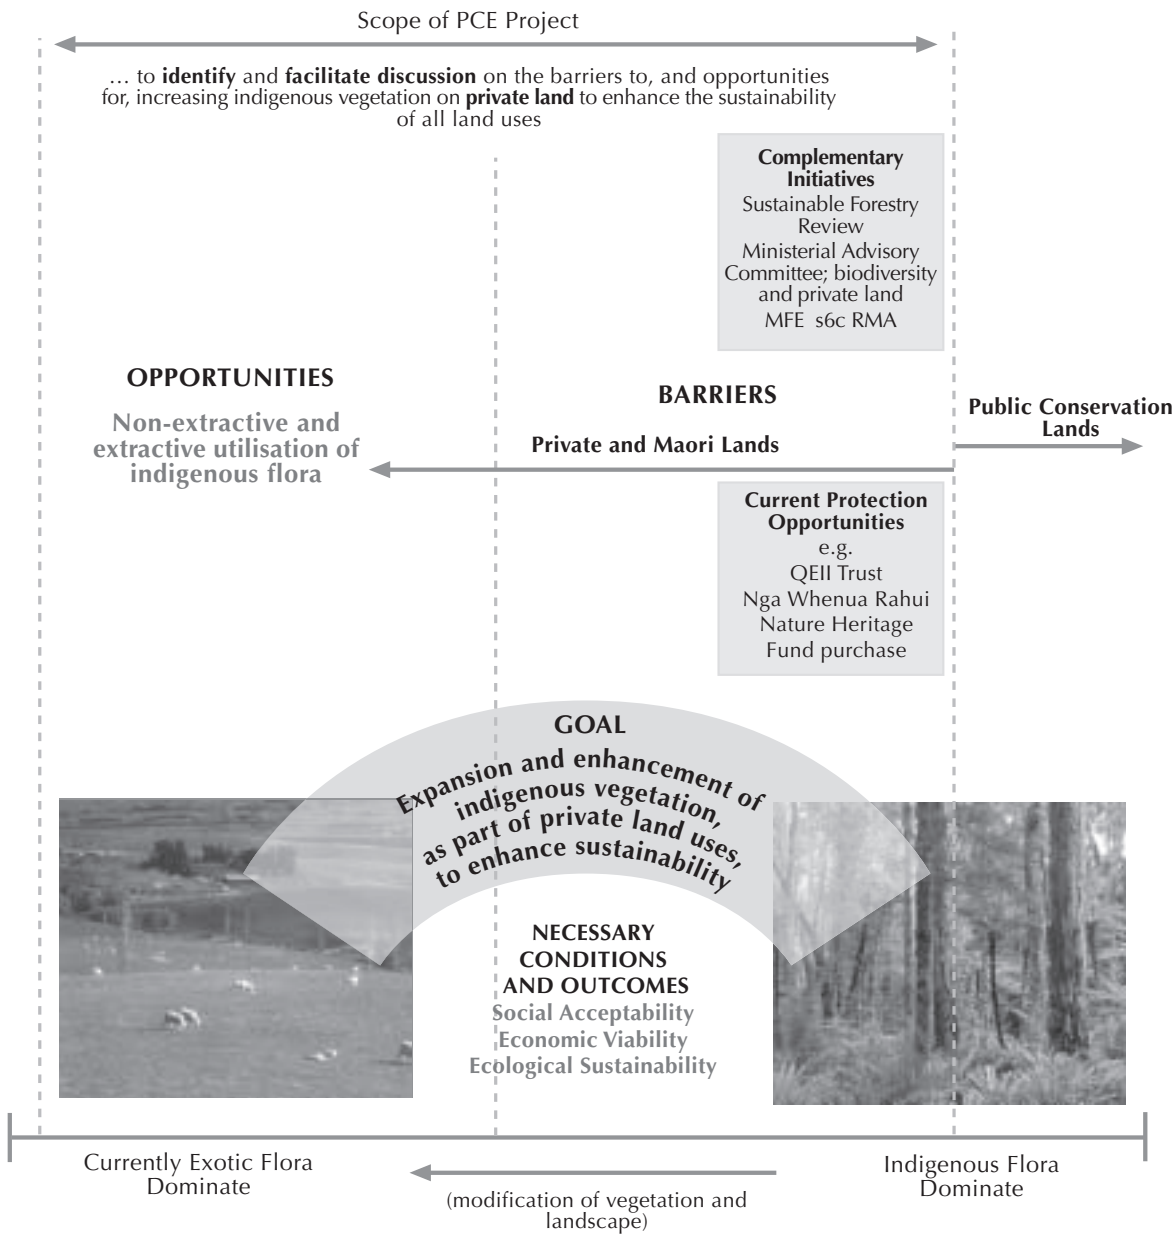 Scope of PCE Project
... to identify and facilitate discussion on the barriers to, and opportunities
for, increasing indigenous vegetation on private land to enhance the sustainability
of all land uses
Complementary
Initiatives
Sustainable Forestry
Review
Ministerial Advisory
Committee; biodiversity
and private land
MFE s6c RMA
OPPORTUNITIES
Non-extractive and
extractive utilisation of
indigenous flora
BARRIERS
Private and Maori Lands
Public Conservation
Lands
Current Protection
Opportunities
e.g.
QEII Trust
Nga Whenua Rahui
Nature Heritage
Fund purchase
GOAL
Expansion and enhancement of
indigenous vegetation,
as part of private land uses,
to enhance sustainability
NECESSARY
CONDITIONS
AND OUTCOMES
Social Acceptability
Economic Viability
Ecological Sustainability
Currently Exotic Flora
Dominate
(modification of vegetation and
landscape)
Indigenous Flora
Dominate